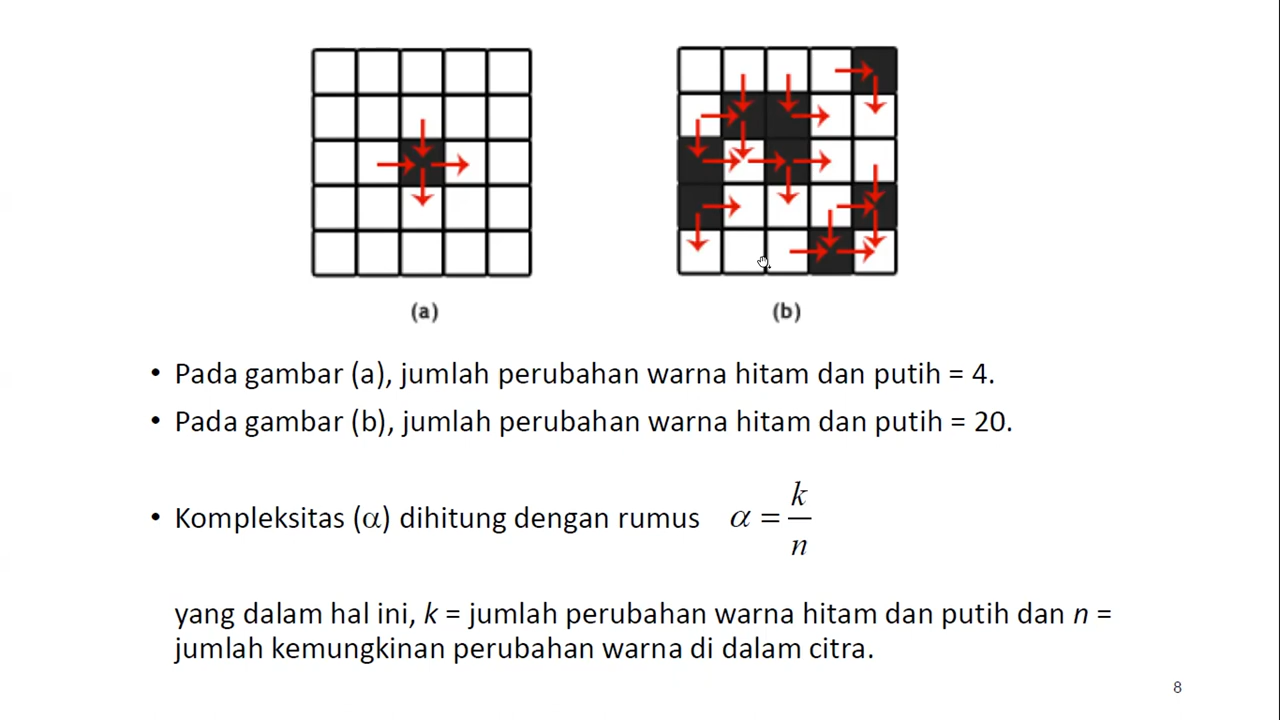 (a) (b)
• Pada gambar (a), jumlah perubahan warna hitam dan putih = 4.
• Pada gambar (b), jumlah perubahan warna hitam dan putih = 20.
• Kompleksitas (α) dihitung dengan rumus α = k/n
yang dalam hal ini, k = jumlah perubahan warna hitam dan putih dan n =
jumlah kemungkinan perubahan warna di dalam citra.
8